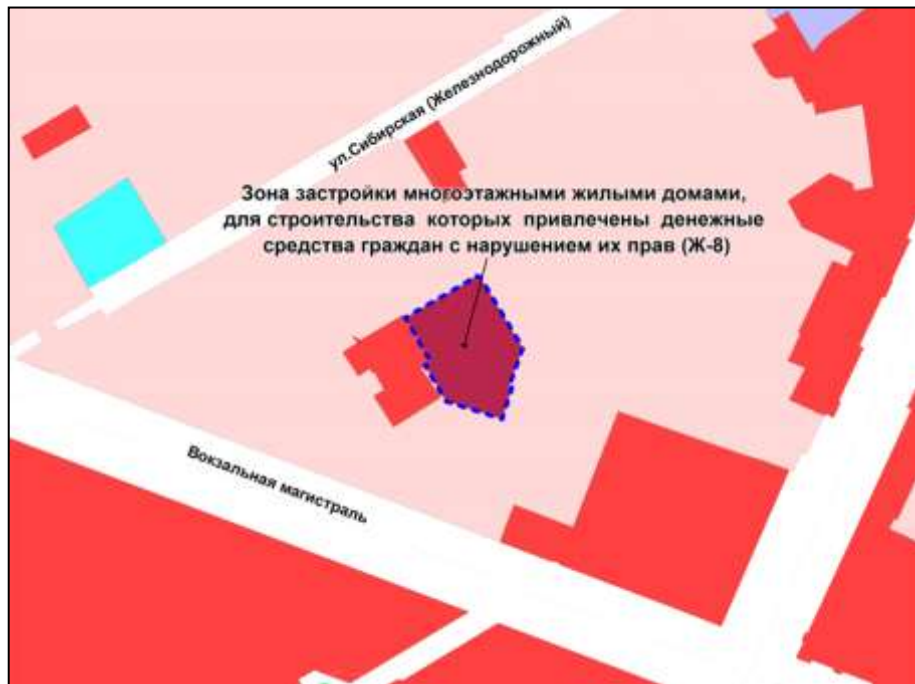 ул.Сибирская (Железнодорожный)
Зона застройки многоэтажными жилыми домами,
для строительства которых привлечены денежные
средства граждан с нарушением их прав (Ж-8)
Вокзальная магистраль